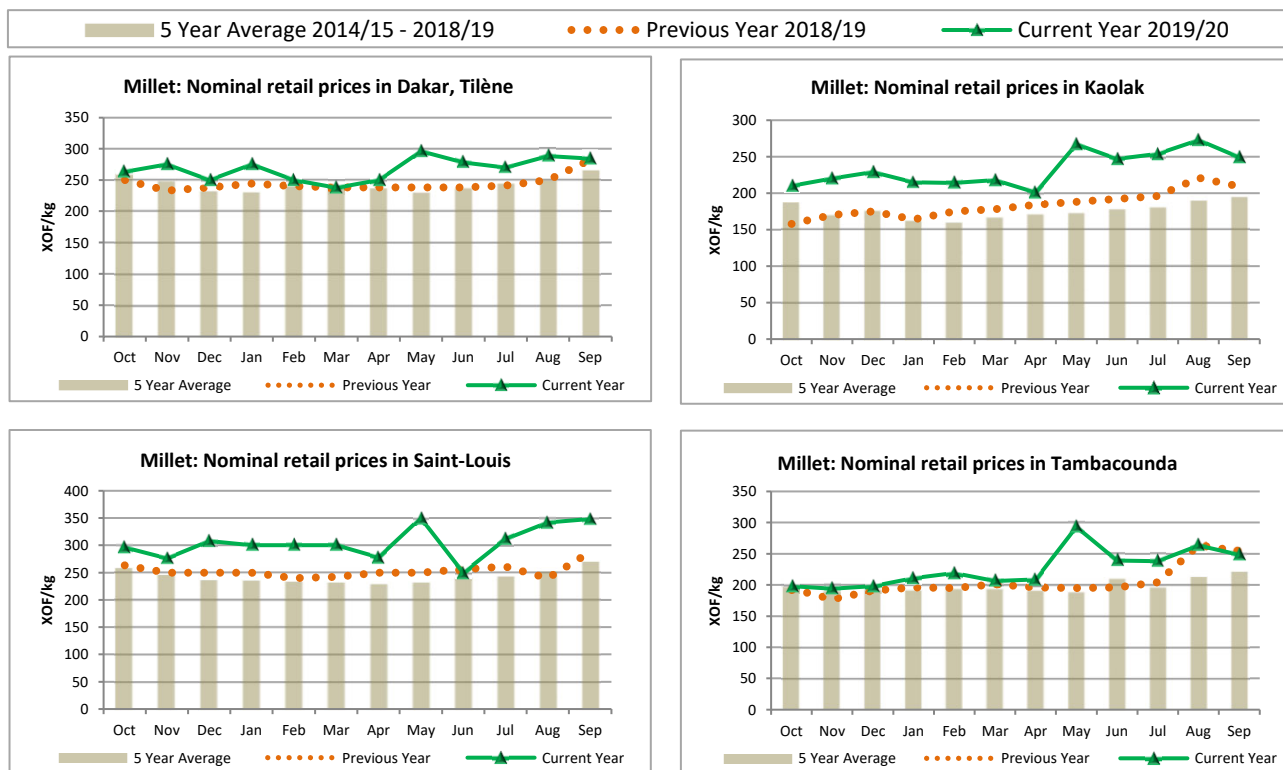 5 Year Average 2014/15 - 2018/19 Previous Year 2018/19 Current Year 2019/20
Millet: Nominal retail prices in Dakar, Tilène
XOF/kg
350
300
250
200
150
100
50
0
Oct Nov Dec Jan Feb Mar Apr May Jun Jul Aug Sep
5 Year Average Previous Year Current Year
Millet: Nominal retail prices in Kaolak
XOF/kg
300
250
200
150
100
50
0
Oct Nov Dec Jan Feb Mar Apr May Jun Jul Aug Sep
5 Year Average Previous Year Current Year
Millet: Nominal retail prices in Saint-Louis
XOF/kg
400
350
300
250
200
150
100
50
0
Oct Nov Dec Jan Feb Mar Apr May Jun Jul Aug Sep
5 Year Average Previous Year Current Year
Millet: Nominal retail prices in Tambacounda
XOF/kg
350
300
250
200
150
100
50
0
Oct Nov Dec Jan Feb Mar Apr May Jun Jul Aug Sep
5 Year Average Previous Year Current Year